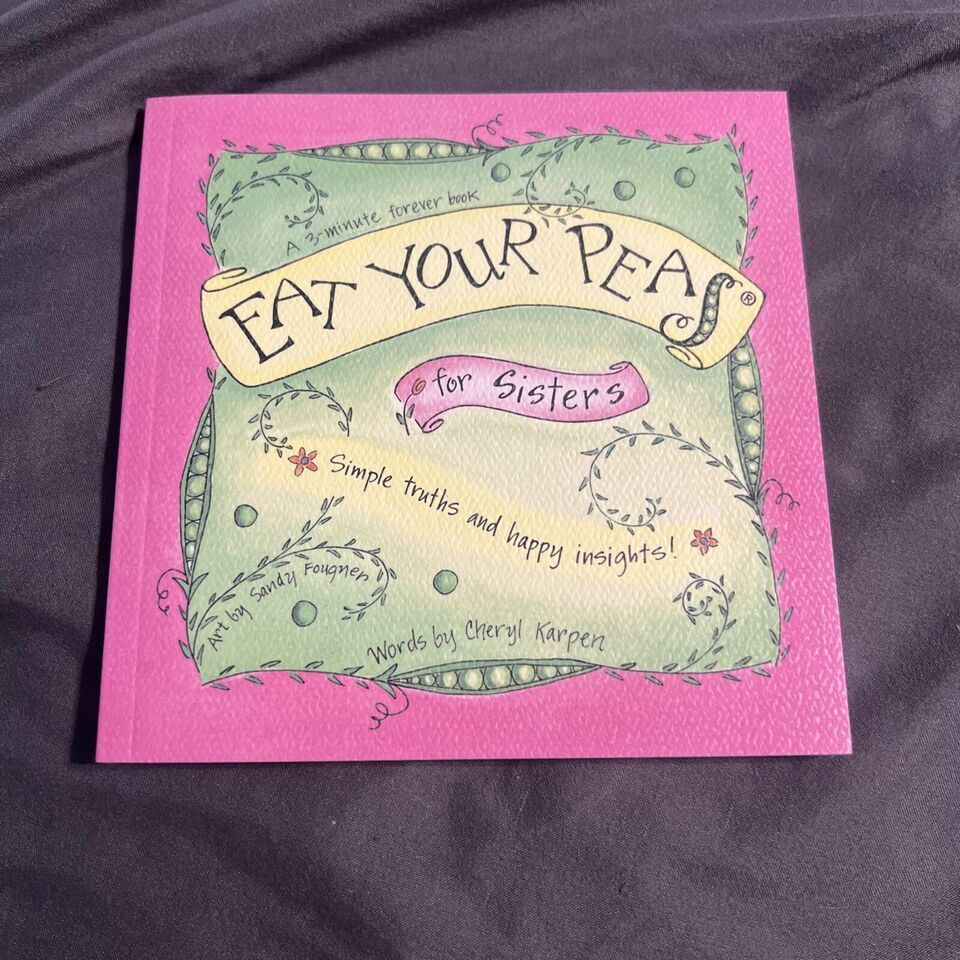 A 3-minute forever book
EAT YOUR PEAS®
for Sisters
Simple truths and happy insights!
Art by Sandy Fougner
Words by Cheryl Karpen